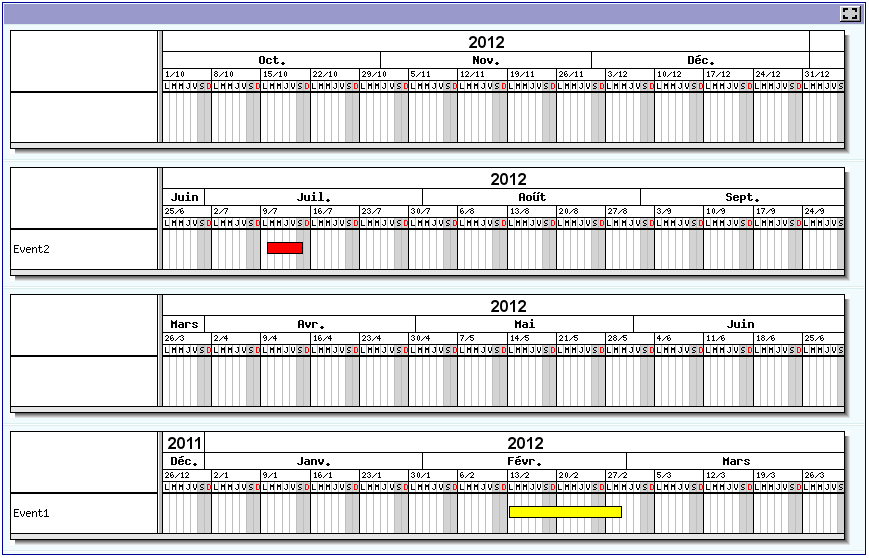 2012
Oct. Nov. Déc.
1/10 8/10 15/10 22/10 29/10 5/11 12/11 19/11 26/11 3/12 10/12 17/12 24/12 31/12
LMMJVSD LMMJVSD LMMJVSD LMMJVSD LMMJVSD LMMJVSD LMMJVSD LMMJVSD LMMJVSD LMMJVSD LMMJVSD LMMJVSD LMMJVSD LMMJVS
2012
Juin Juil. Août Sept.
25/6 2/7 9/7 16/7 23/7 30/7 6/8 13/8 20/8 27/8 3/9 10/9 17/9 24/9
LMMJVSD LMMJVSD LMMJVSD LMMJVSD LMMJVSD LMMJVSD LMMJVSD LMMJVSD LMMJVSD LMMJVSD LMMJVSD LMMJVSD LMMJVSD LMMJVS
Event2
2012
Mars Avr. Mai Juin
26/3 2/4 9/4 16/4 23/4 30/4 7/5 14/5 21/5 28/5 4/6 11/6 18/6 25/6
LMMJVSD LMMJVSD LMMJVSD LMMJVSD LMMJVSD LMMJVSD LMMJVSD LMMJVSD LMMJVSD LMMJVSD LMMJVSD LMMJVSD LMMJVSD LMMJVS
2011 2012
Déc. Janv. Févr. Mars
26/12 2/1 9/1 16/1 23/1 30/1 6/2 13/2 20/2 27/2 5/3 12/3 19/3 26/3
LMMJVSD LMMJVSD LMMJVSD LMMJVSD LMMJVSD LMMJVSD LMMJVSD LMMJVSD LMMJVSD LMMJVSD LMMJVSD LMMJVSD LMMJVSD LMMJVS
Event1